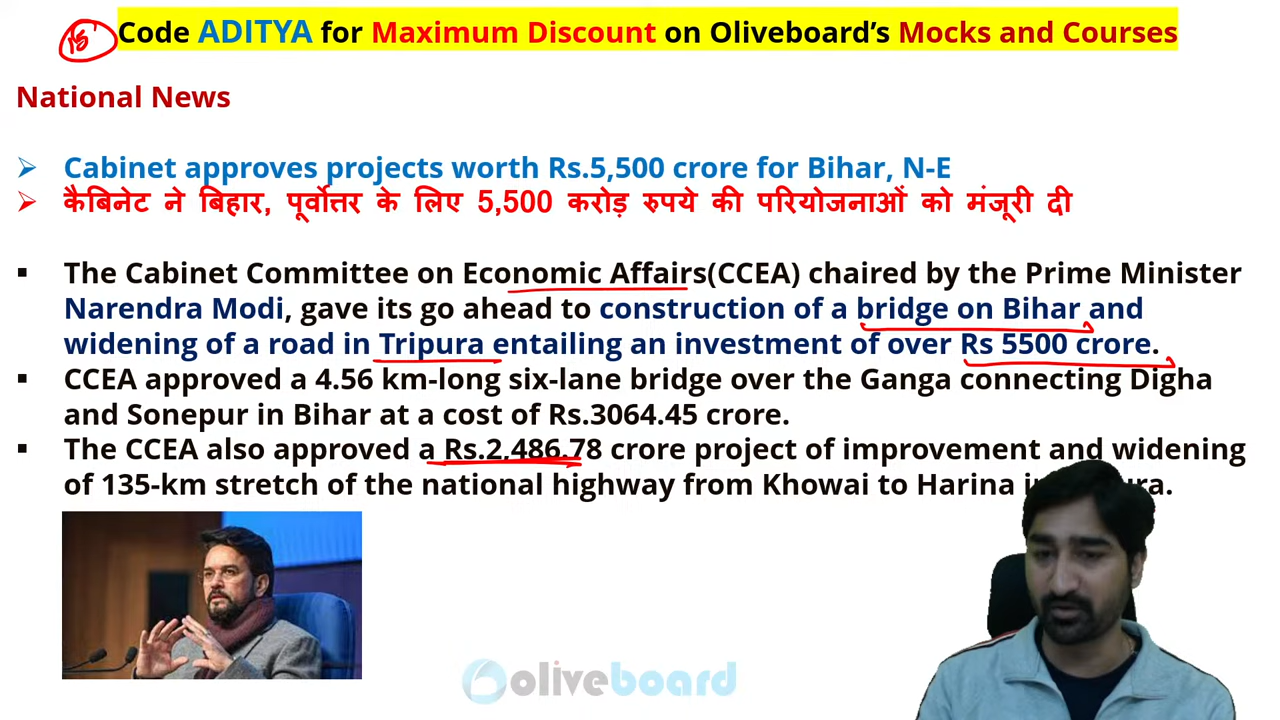 15
Code ADITYA for Maximum Discount on Oliveboard's Mocks and Courses
National News
Cabinet approves projects worth Rs.5,500 crore for Bihar, N-E
कैबिनेट ने बिहार, पूर्वोत्तर के लिए 5,500 करोड़ रुपये की परियोजनाओं को मंजूरी दी
The Cabinet Committee on Economic Affairs(CCEA) chaired by the Prime Minister
Narendra Modi, gave its go ahead to construction of a bridge on Bihar and
widening of a road in Tripura entailing an investment of over Rs 5500 crore.
CCEA approved a 4.56 km-long six-lane bridge over the Ganga connecting Digha
and Sonepur in Bihar at a cost of Rs.3064.45 crore.
The CCEA also approved a Rs.2,486.78 crore project of improvement and widening
of 135-km stretch of the national highway from Khowai to Harina
oliveboard